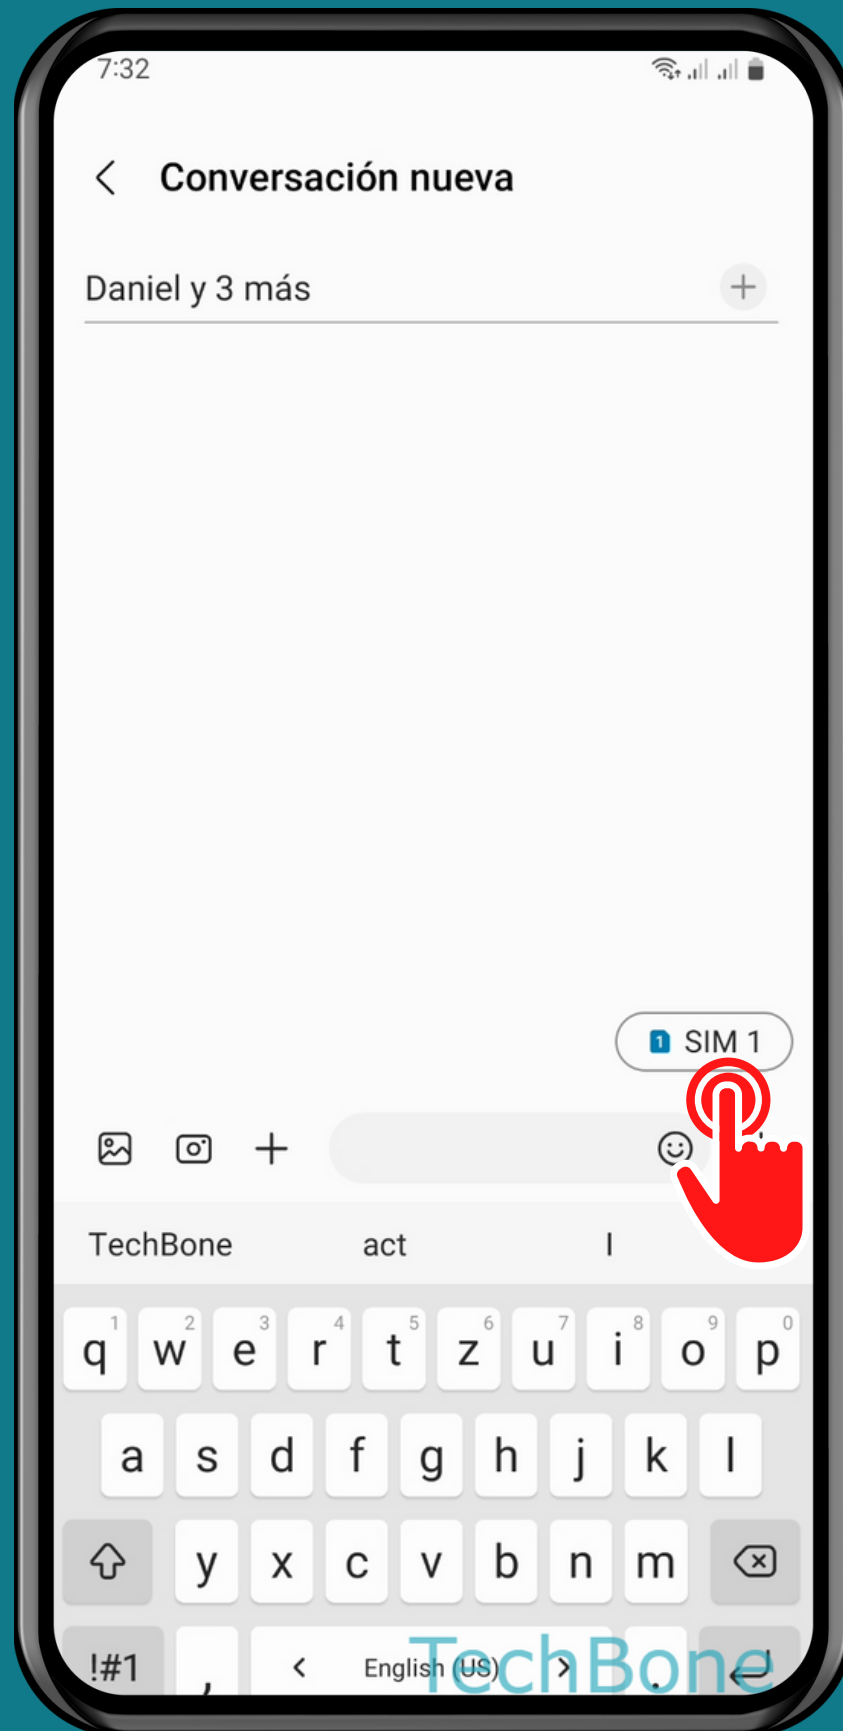 7:32
Conversación nueva
Daniel y 3 más
1 SIM 1
TechBone act I
1 2 3 4 5 6 7 8 9 0
q w e r t z u i o p
a s d f g h j k l
y x c v b n m
!#1 , < English (US) > .
TechBone